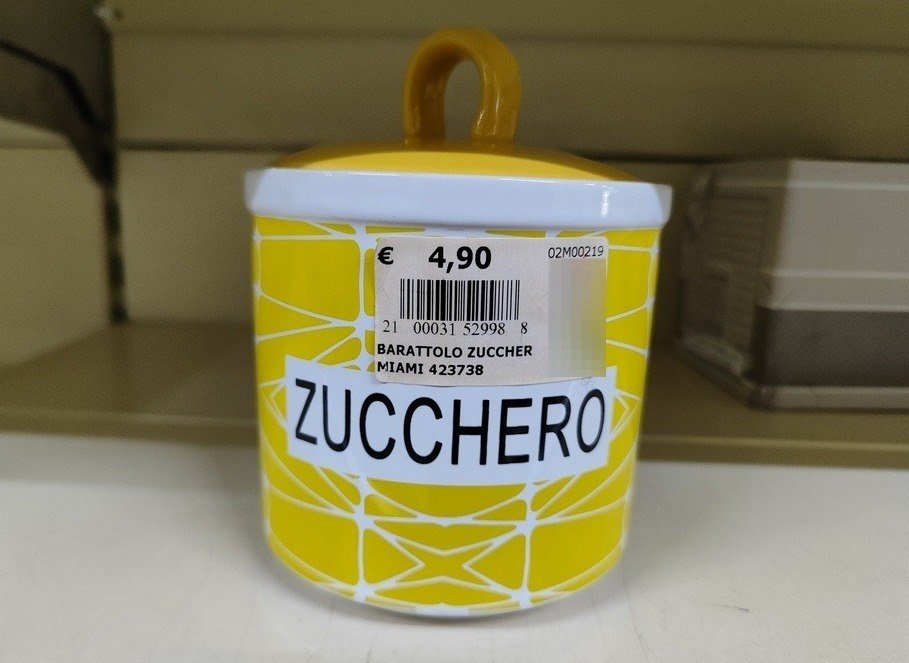 € 4,90 02M00219
21 00031 52998 8
BARATTOLO ZUCCHER
MIAMI 423738
ZUCCHERO